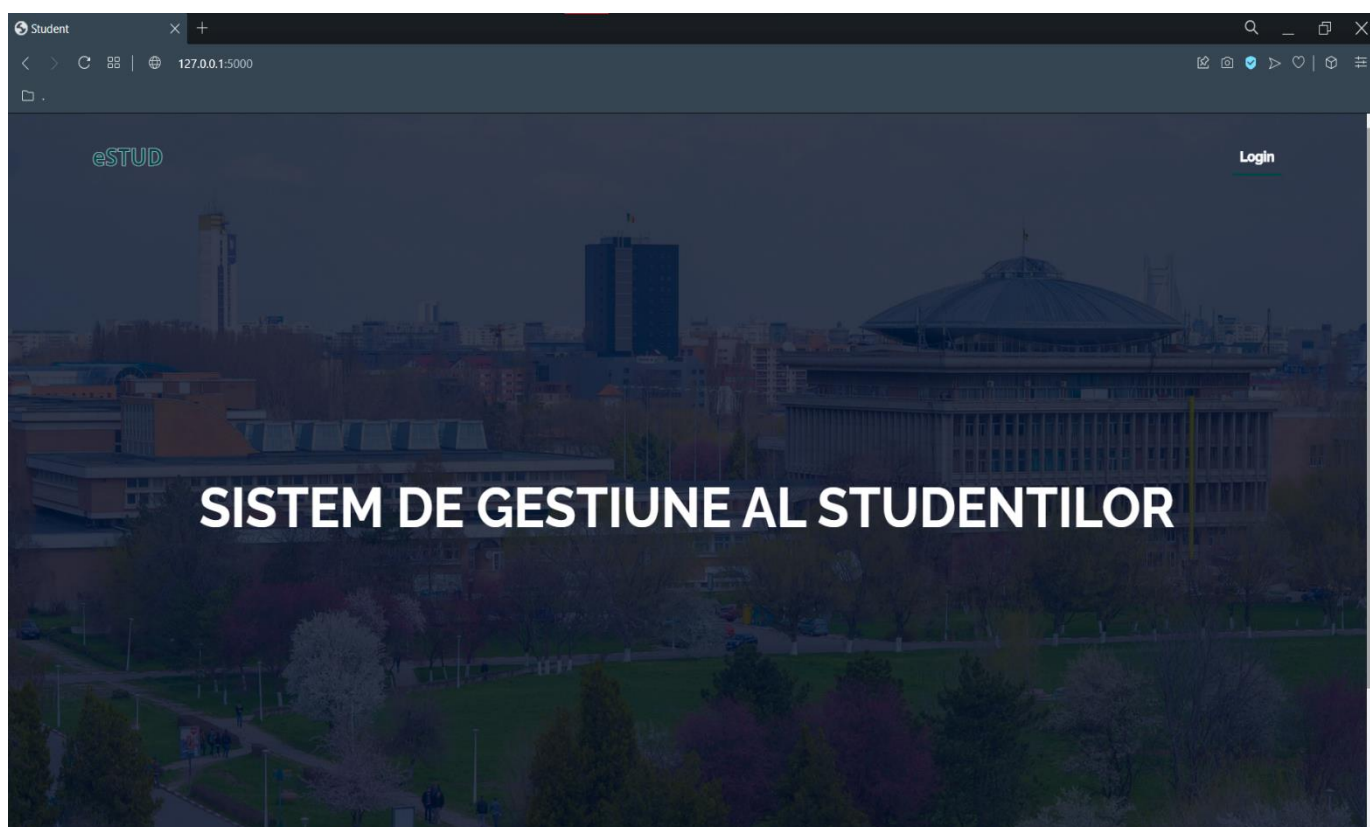 Student
127.0.0.1:5000
.
eSTUD
Login
SISTEM DE GESTIUNE AL STUDENTILOR